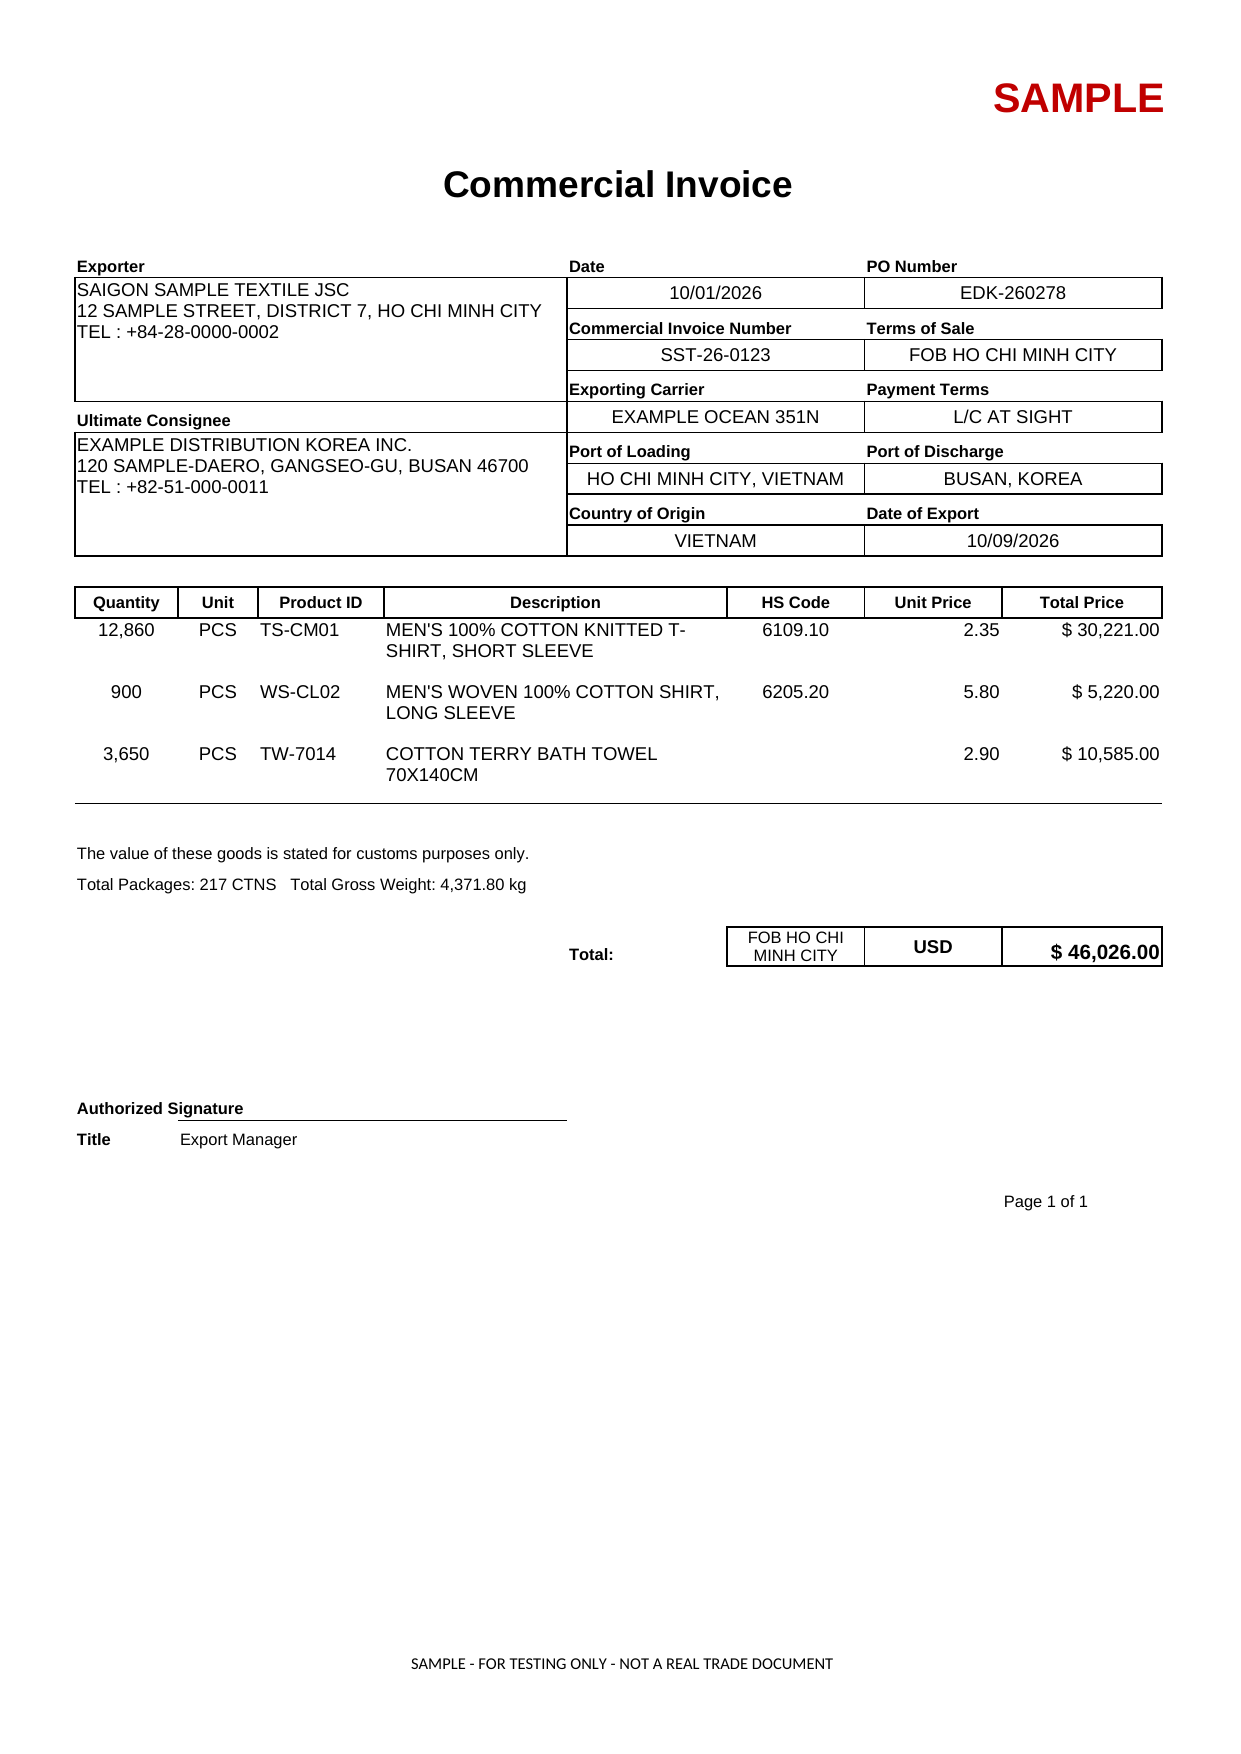 SAMPLE
Commercial Invoice
Exporter
SAIGON SAMPLE TEXTILE JSC
12 SAMPLE STREET, DISTRICT 7, HO CHI MINH CITY
TEL : +84-28-0000-0002
Ultimate Consignee
EXAMPLE DISTRIBUTION KOREA INC.
120 SAMPLE-DAERO, GANGSEO-GU, BUSAN 46700
TEL : +82-51-000-0011
Date PO Number
10/01/2026 EDK-260278
Commercial Invoice Number Terms of Sale
SST-26-0123 FOB HO CHI MINH CITY
Exporting Carrier Payment Terms
EXAMPLE OCEAN 351N L/C AT SIGHT
Port of Loading Port of Discharge
HO CHI MINH CITY, VIETNAM BUSAN, KOREA
Country of Origin Date of Export
VIETNAM 10/09/2026
Quantity Unit Product ID Description HS Code Unit Price Total Price
12,860 PCS TS-CM01 MEN'S 100% COTTON KNITTED T- 6109.10 2.35 $ 30,221.00
SHIRT, SHORT SLEEVE
900 PCS WS-CL02 MEN'S WOVEN 100% COTTON SHIRT, 6205.20 5.80 $ 5,220.00
LONG SLEEVE
3,650 PCS TW-7014 COTTON TERRY BATH TOWEL 2.90 $ 10,585.00
70X140CM
The value of these goods is stated for customs purposes only.
Total Packages: 217 CTNS Total Gross Weight: 4,371.80 kg
Total: FOB HO CHI MINH CITY USD $ 46,026.00
Authorized Signature
Title Export Manager
Page 1 of 1
SAMPLE - FOR TESTING ONLY - NOT A REAL TRADE DOCUMENT